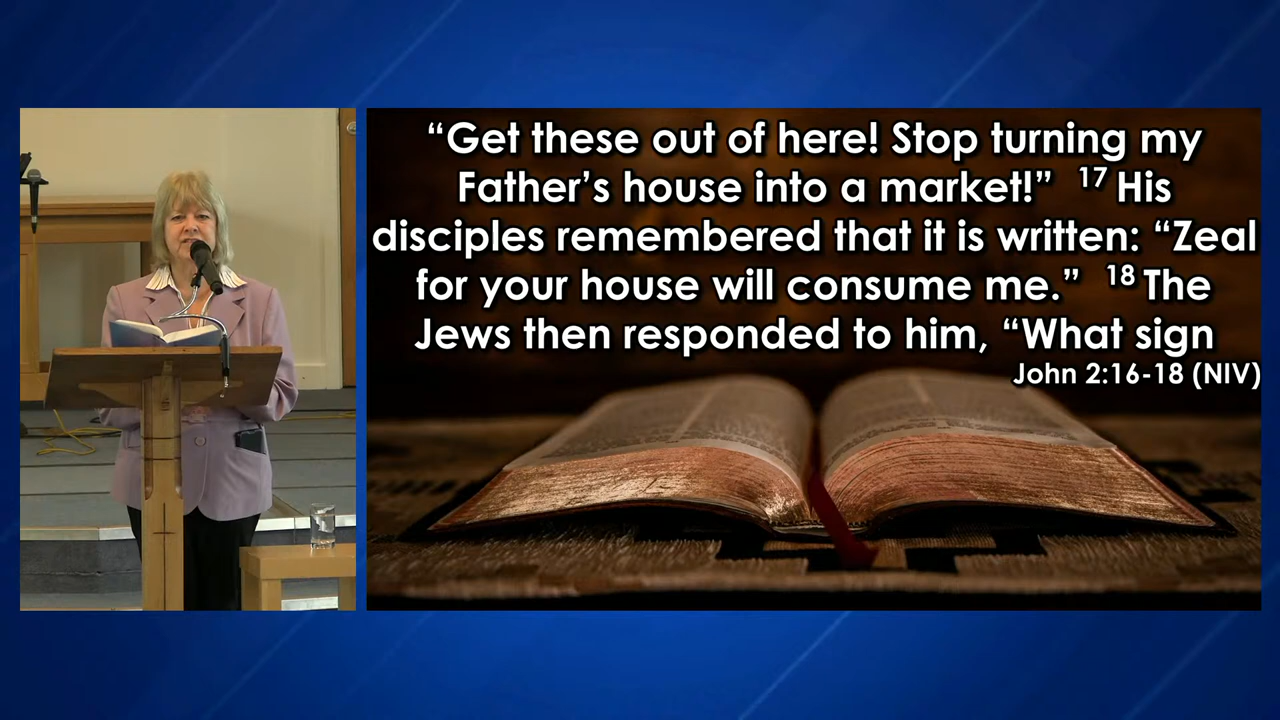 “Get these out of here! Stop turning my
Father’s house into a market!” 17 His
disciples remembered that it is written: “Zeal
for your house will consume me.” 18 The
Jews then responded to him, “What sign
John 2:16-18 (NIV)